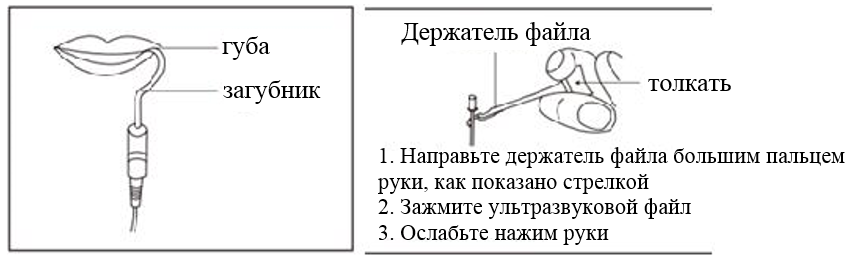 губа
загубник
Держатель файла
толкать
1. Направьте держатель файла большим пальцем
руки, как показано стрелкой
2. Зажмите ультразвуковой файл
3. Ослабьте нажим руки